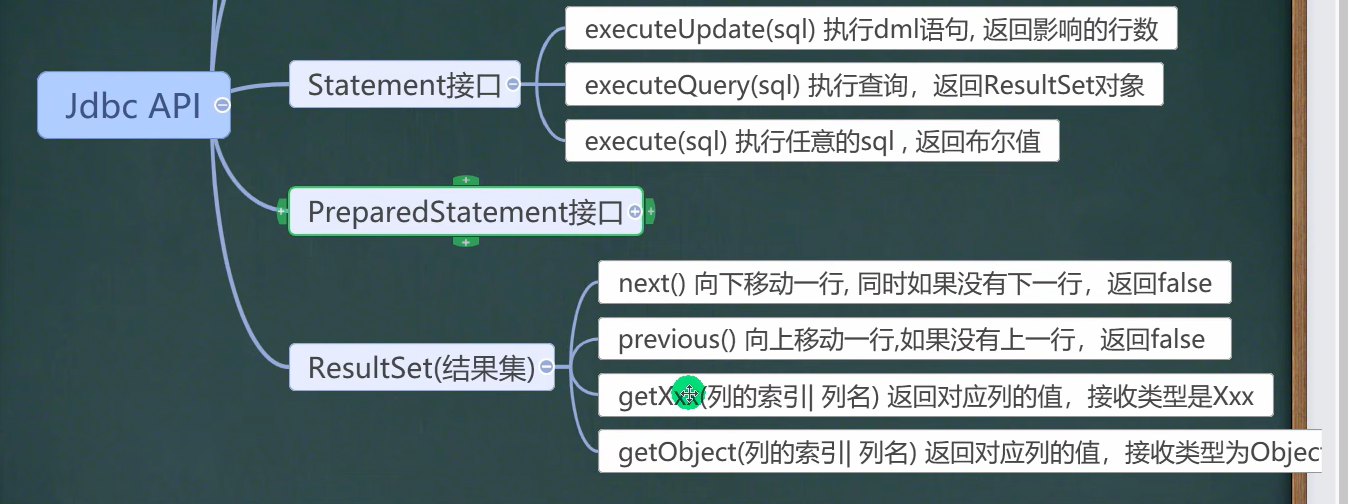 executeUpdate(sql) 执行dml语句, 返回影响的行数
Statement接口
executeQuery(sql) 执行查询，返回ResultSet对象
Jdbc API
execute(sql) 执行任意的sql , 返回布尔值
PreparedStatement接口
next() 向下移动一行, 同时如果没有下一行，返回false
previous() 向上移动一行,如果没有上一行，返回false
ResultSet(结果集)
getXxx(列的索引| 列名) 返回对应列的值，接收类型是Xxx
getObject(列的索引| 列名) 返回对应列的值，接收类型为Objec